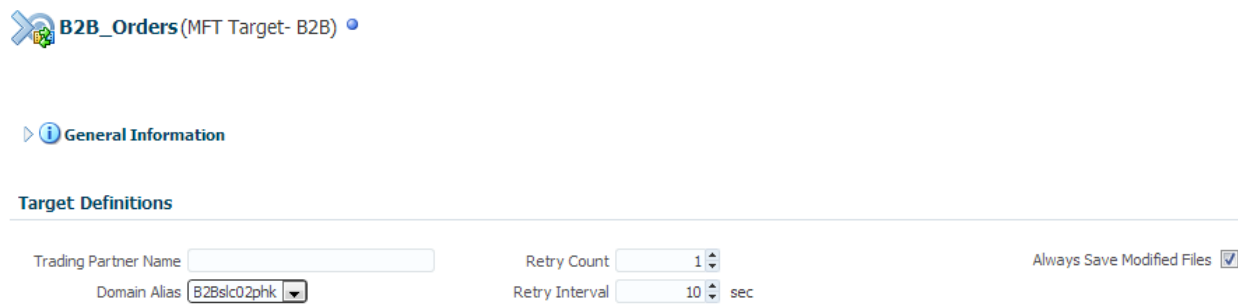 B2B_Orders (MFT Target- B2B)
General Information
Target Definitions
Trading Partner Name Retry Count 1 Always Save Modified Files
Domain Alias B2Bslc02phk Retry Interval 10 sec